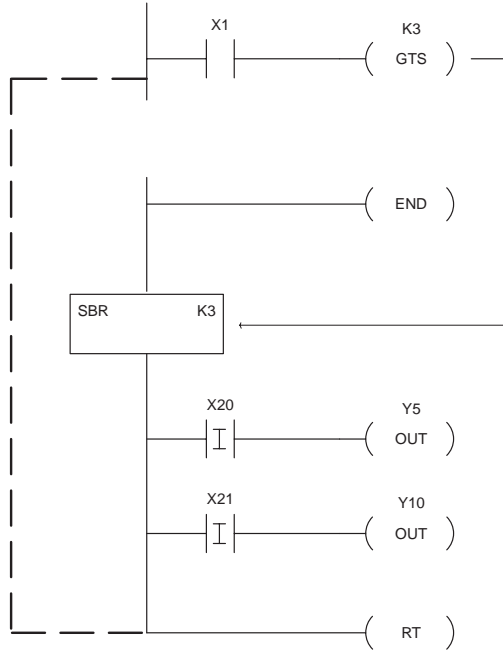 X1 K3
GTS
END
SBR K3
X20 Y5
I OUT
X21 Y10
I OUT
RT